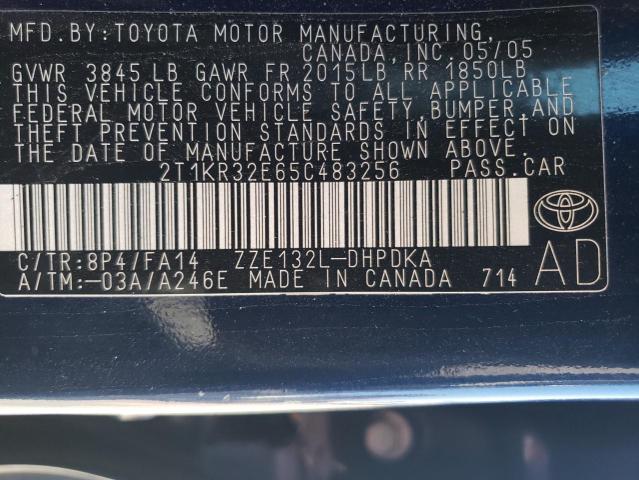 MFD.BY:TOYOTA MOTOR MANUFACTURING,
CANADA, INC. 05/05
GVWR 3845 LB GAWR FR 2015LB RR 1850LB
THIS VEHICLE CONFORMS TO ALL APPLICABLE
FEDERAL MOTOR VEHICLE SAFETY, BUMPER, AND
THEFT PREVENTION STANDARDS IN EFFECT ON
THE DATE OF MANUFACTURE SHOWN ABOVE.
2T1KR32E65C483256 PASS.CAR
C/TR:8P4/FA14 ZZE132L-DHPDKA
A/TM:-03A/A246E MADE IN CANADA 714
AD
TOYOTA